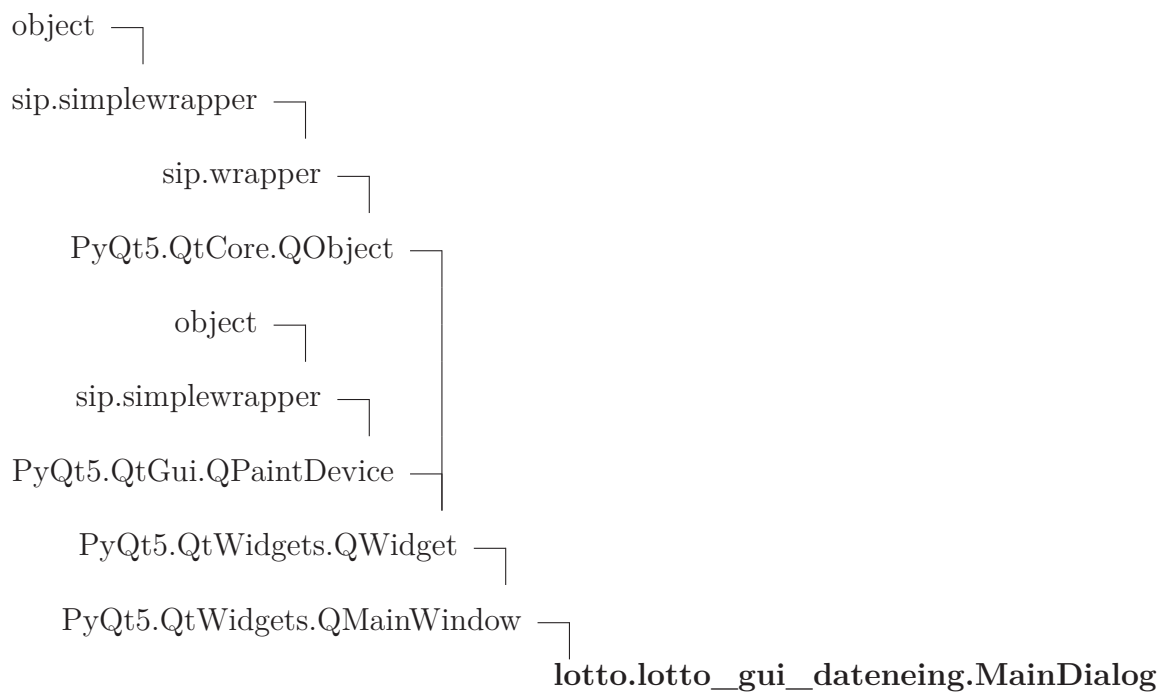 object
sip.simplewrapper
sip.wrapper
PyQt5.QtCore.QObject
object
sip.simplewrapper
PyQt5.QtGui.QPaintDevice
PyQt5.QtWidgets.QWidget
PyQt5.QtWidgets.QMainWindow
lotto.lotto_gui_dateneing.MainDialog